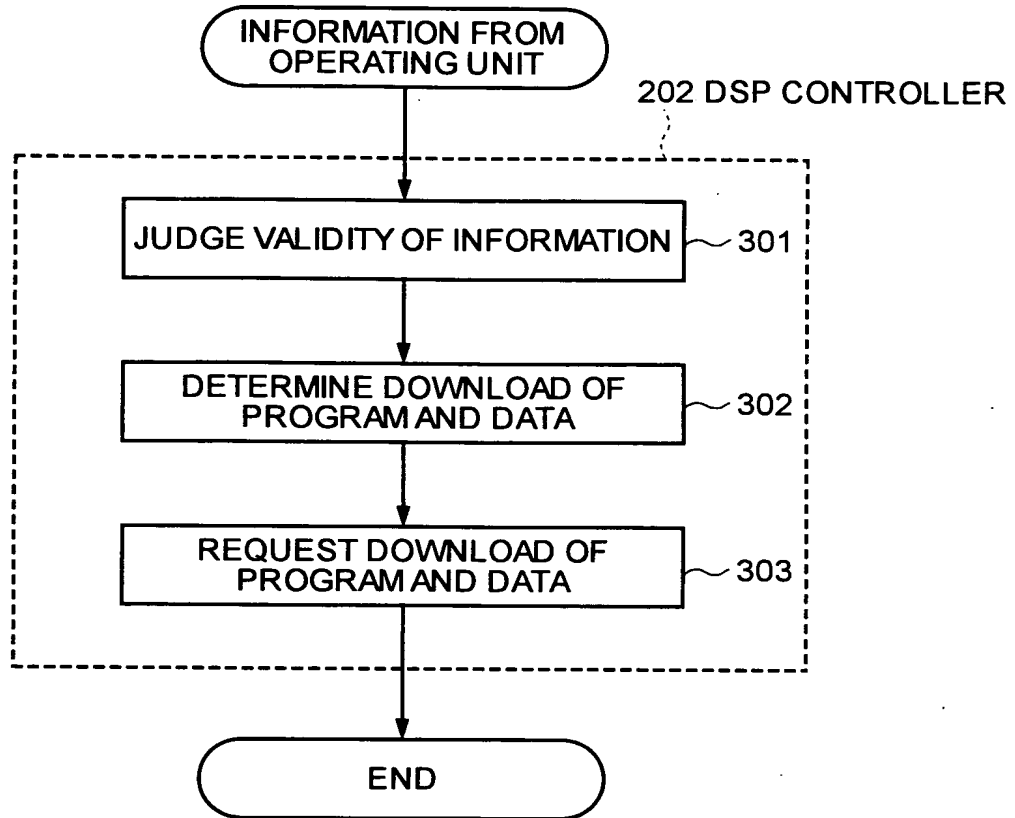 INFORMATION FROM
OPERATING UNIT
202 DSP CONTROLLER
JUDGE VALIDITY OF INFORMATION
301
DETERMINE DOWNLOAD OF
PROGRAM AND DATA
302
REQUEST DOWNLOAD OF
PROGRAM AND DATA
303
END